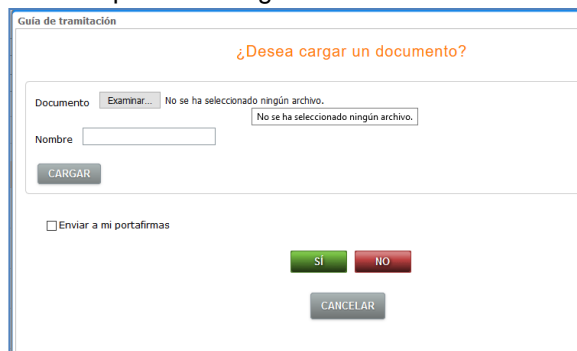 Guía de tramitación
¿Desea cargar un documento?
Documento Examinar... No se ha seleccionado ningún archivo.
No se ha seleccionado ningún archivo.
Nombre
CARGAR
Enviar a mi portafirmas
SÍ NO
CANCELAR